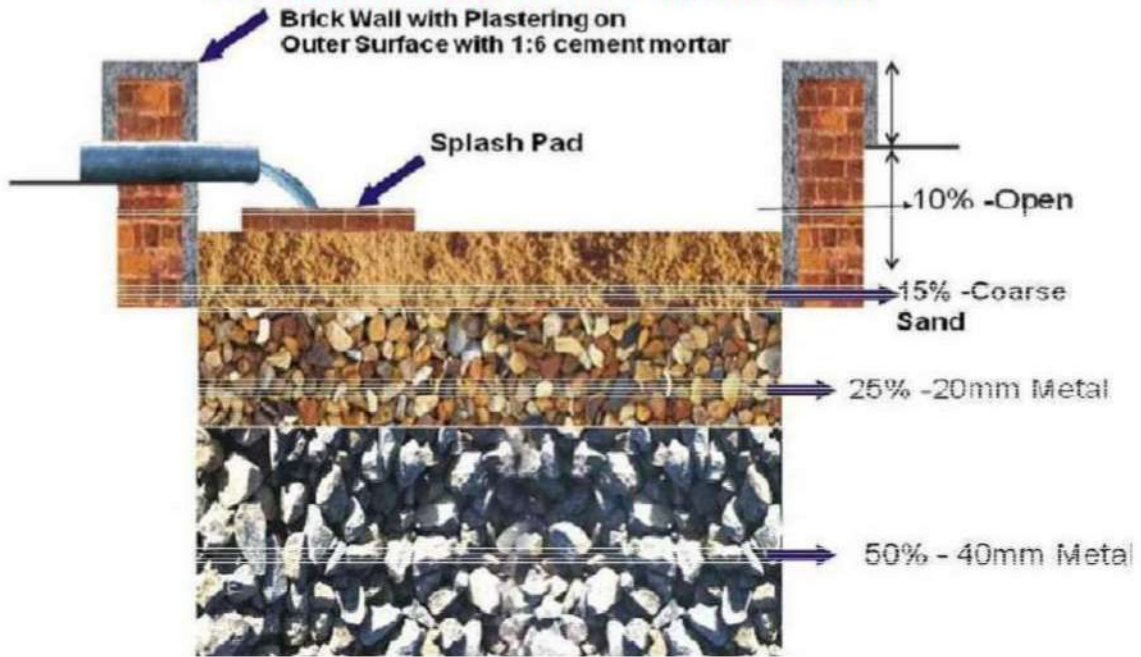 Brick Wall with Plastering on
Outer Surface with 1:6 cement mortar
Splash Pad
10% -Open
15% -Coarse
Sand
25% -20mm Metal
50% - 40mm Metal